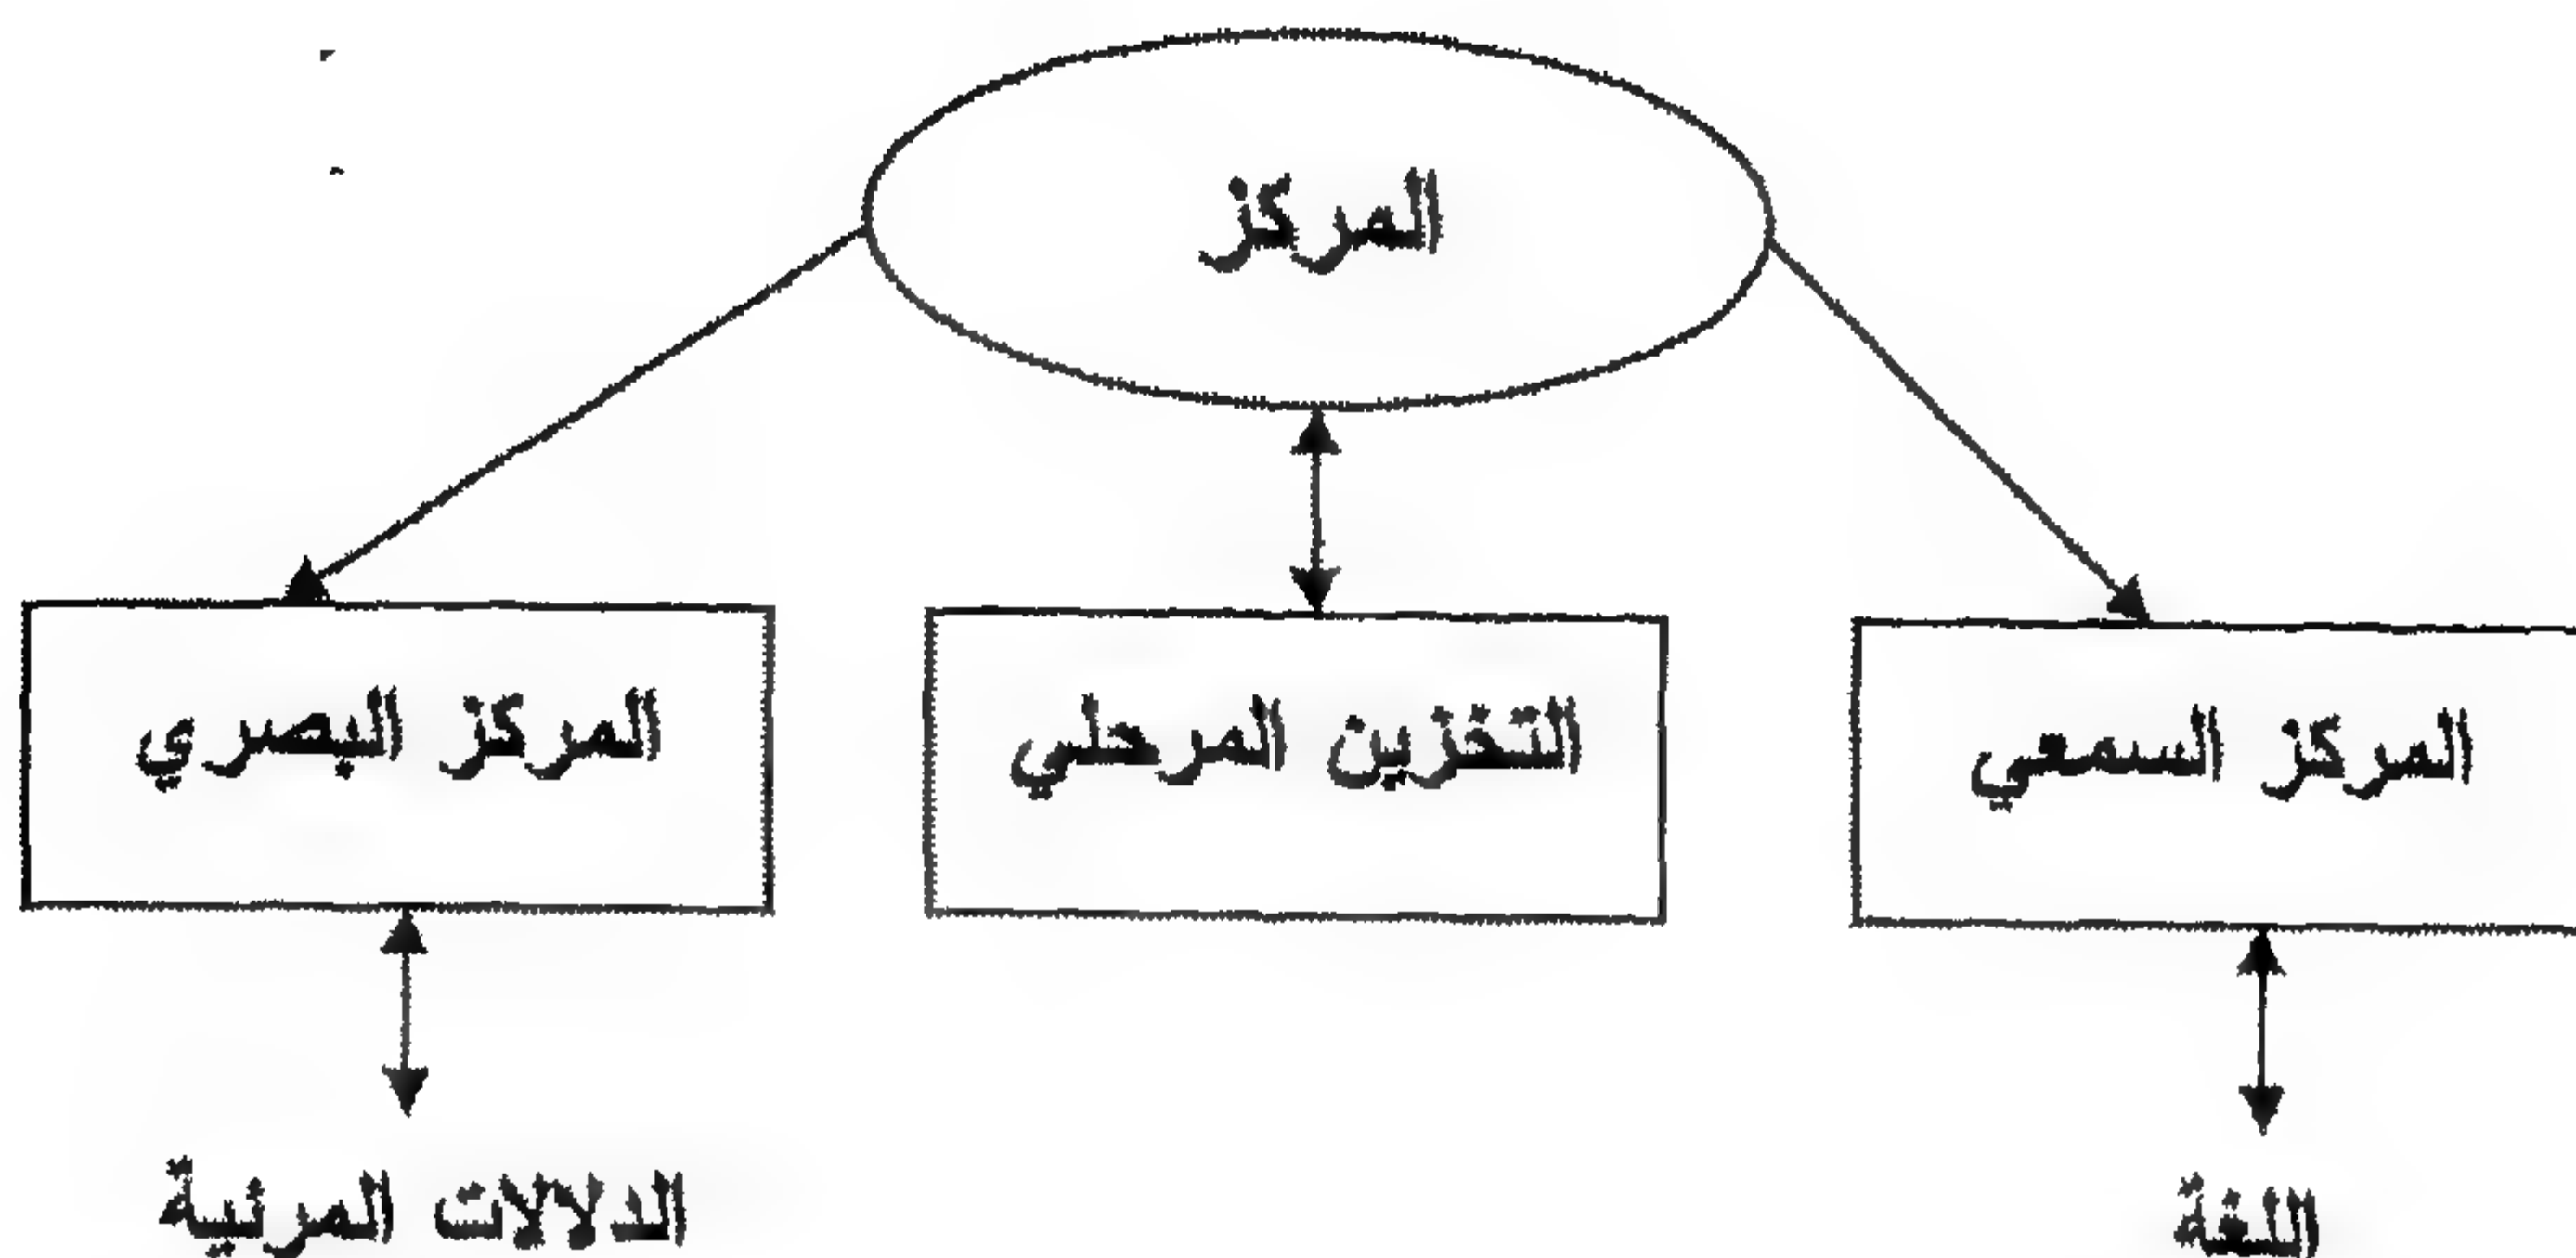 المركز
المركز السمعي
التخزين المرحلي
المركز البصري
اللغة
الدلالات المرئية